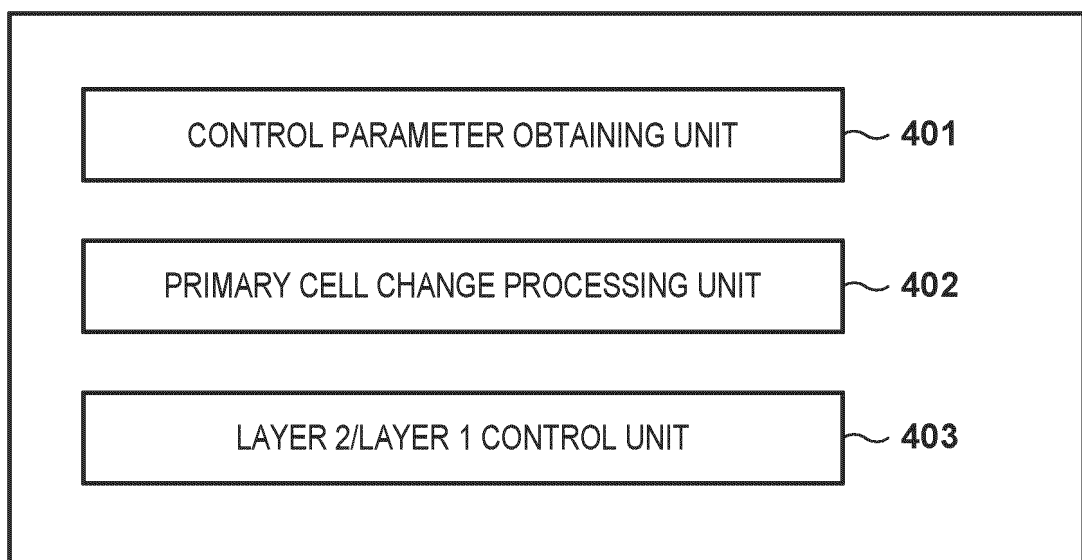 CONTROL PARAMETER OBTAINING UNIT 401
PRIMARY CELL CHANGE PROCESSING UNIT 402
LAYER 2/LAYER 1 CONTROL UNIT 403